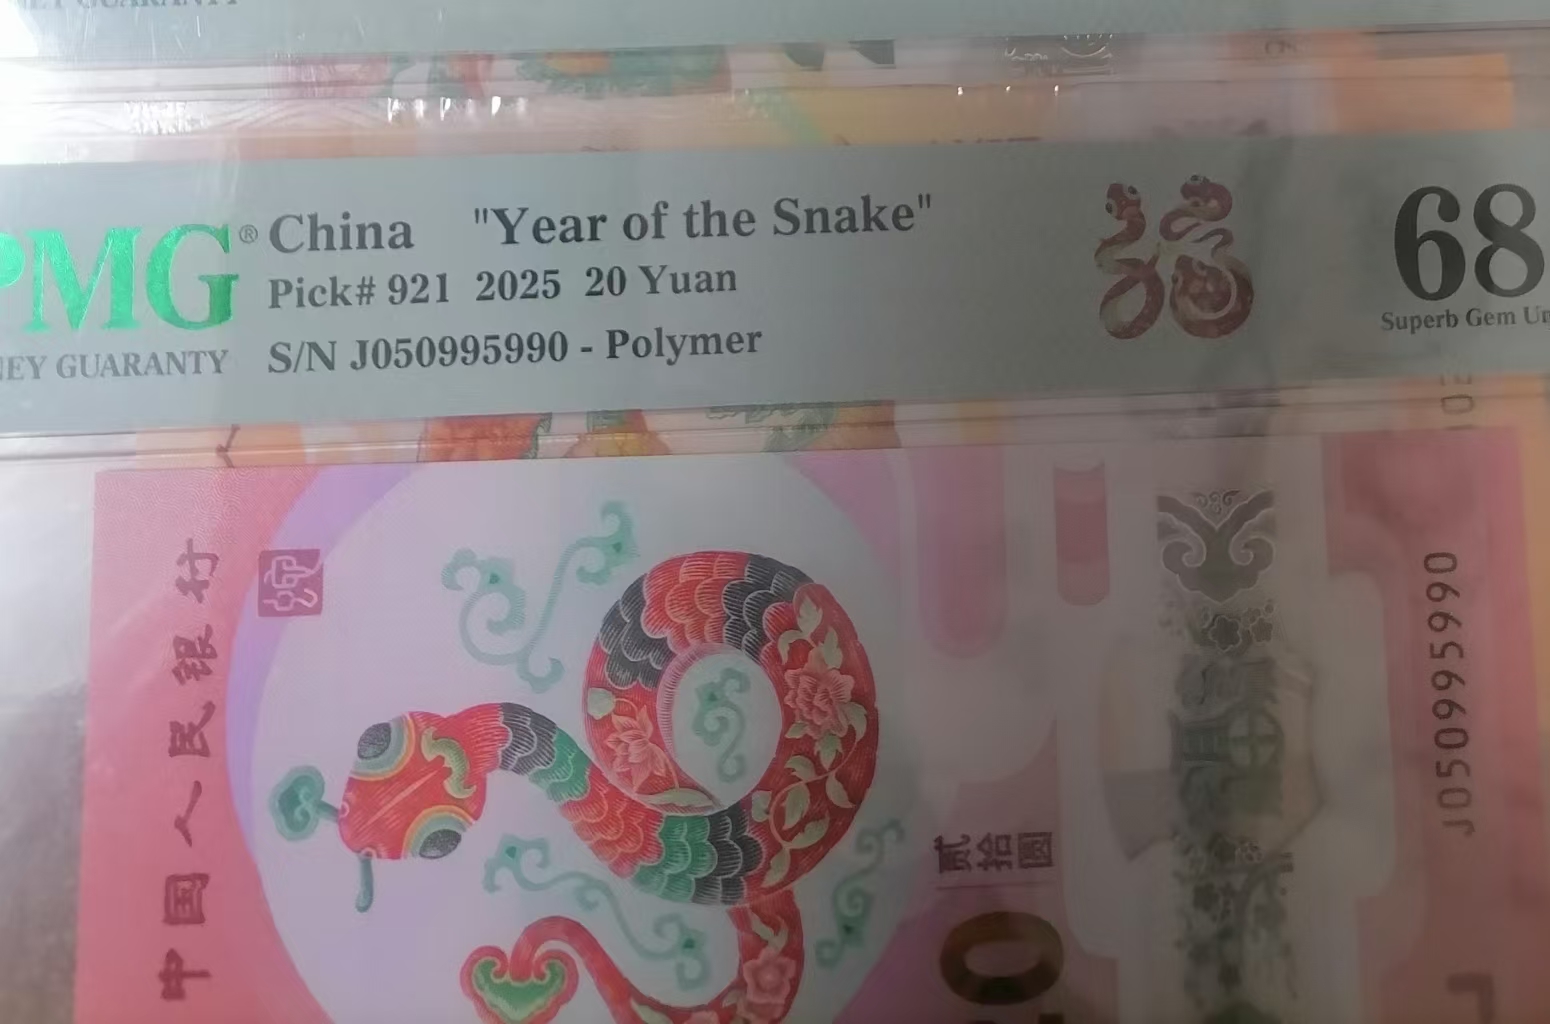 PMG® China "Year of the Snake" 68
Pick# 921 2025 20 Yuan
Superb Gem
EY GUARANTY S/N J050995990 - Polymer
中国人民银行
贰拾圆
J050995990